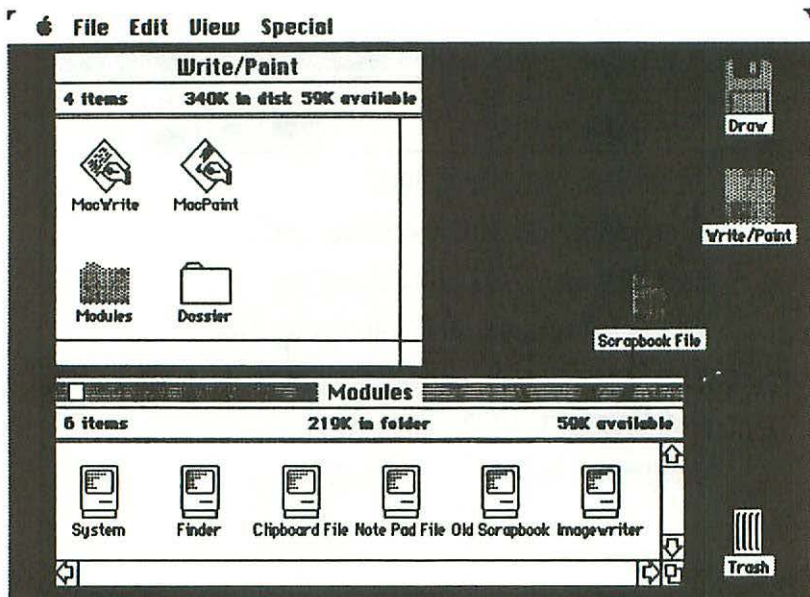 File Edit View Special
Write/Paint
4 items 340K in disk 59K available
MacWrite MacPaint
Modules Dossier
Draw
Write/Paint
Scrapbook File
Modules
6 items 219K in folder 59K available
System Finder Clipboard File Note Pad File Old Scrapbook Imagewriter
Trash